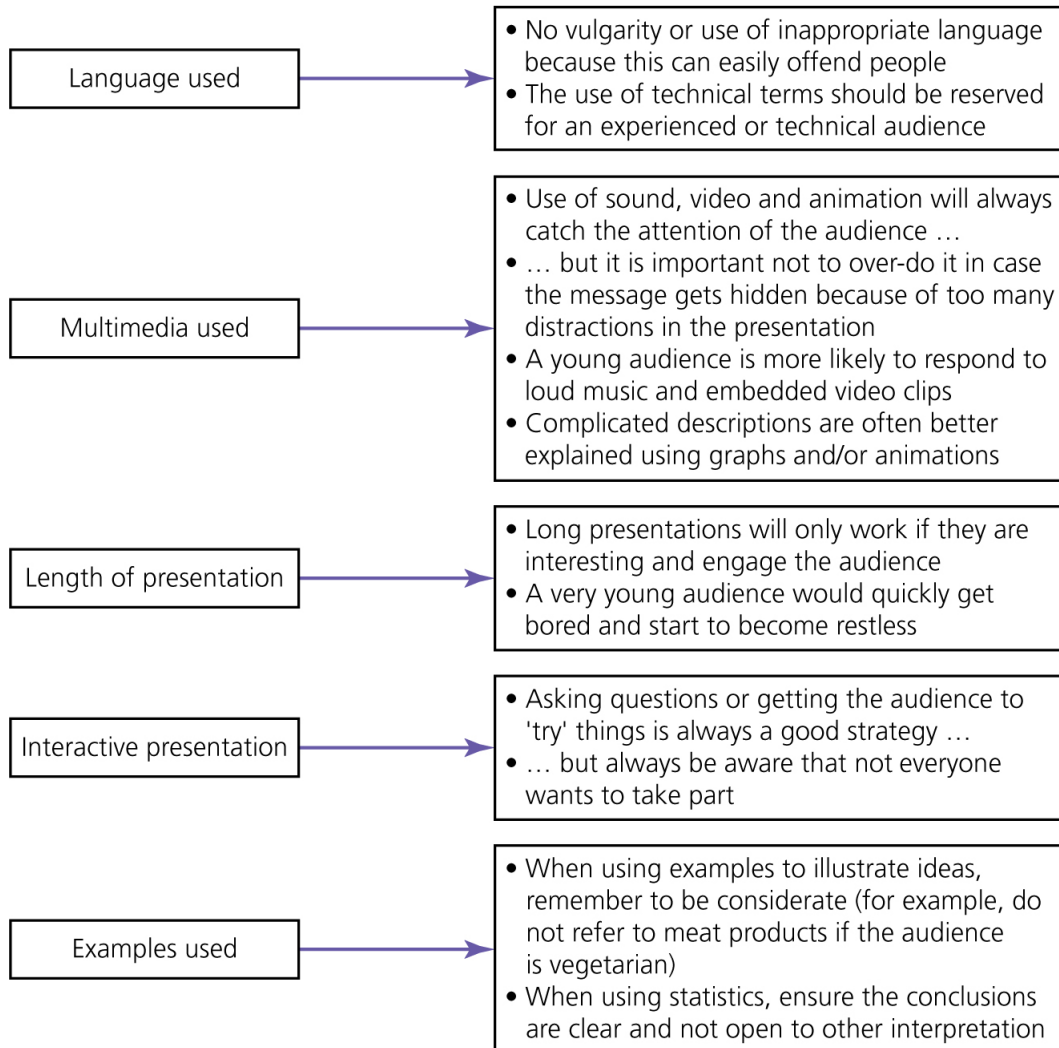 Language used
• No vulgarity or use of inappropriate language
because this can easily offend people
• The use of technical terms should be reserved
for an experienced or technical audience
Multimedia used
• Use of sound, video and animation will always
catch the attention of the audience …
• … but it is important not to over-do it in case
the message gets hidden because of too many
distractions in the presentation
• A young audience is more likely to respond to
loud music and embedded video clips
• Complicated descriptions are often better
explained using graphs and/or animations
Length of presentation
• Long presentations will only work if they are
interesting and engage the audience
• A very young audience would quickly get
bored and start to become restless
Interactive presentation
• Asking questions or getting the audience to
'try' things is always a good strategy …
• … but always be aware that not everyone
wants to take part
Examples used
• When using examples to illustrate ideas,
remember to be considerate (for example, do
not refer to meat products if the audience
is vegetarian)
• When using statistics, ensure the conclusions
are clear and not open to other interpretation